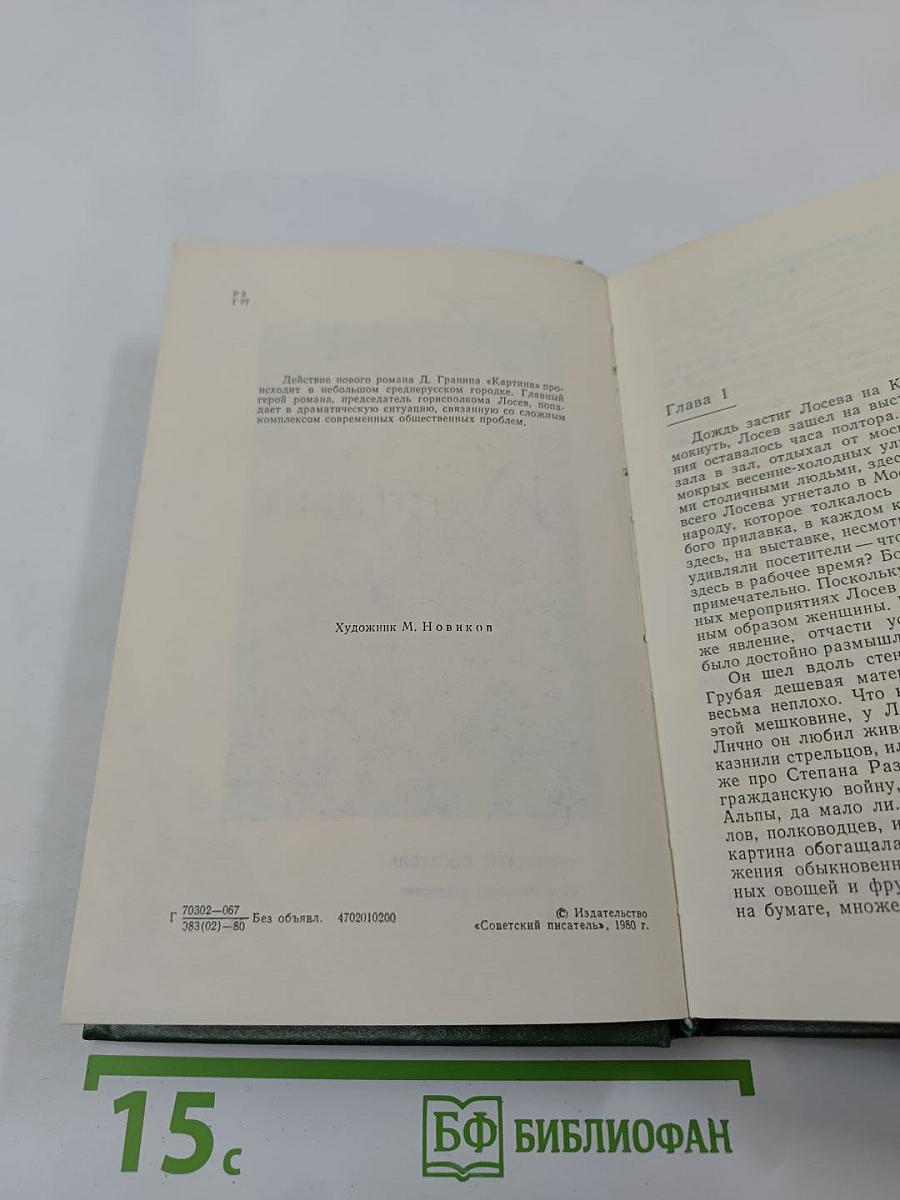 Р 2
Г 77
Действие нового романа Д. Гранина «Картина» про-
исходит в небольшом среднерусском городке. Главный
герой романа, председатель горисполкома Лосев, попа-
дает в драматическую ситуацию, связанную со сложным
комплексом современных общественных проблем.
Художник М. Новиков
Г 70302—067
083(02)—80 Без объявл. 4702010200
© Издательство
«Советский писатель», 1980 г.
Глава 1
Дождь застиг Лосева на К
мокнуть, Лосев зашел на выст
ния оставалось часа полтора.
зала в зал, отдыхал от мос
мокрых весенне-холодных ул
ми столичными людьми, здес
всего Лосева угнетало в Мос
народу, которое толкалось
бого прилавка, в каждом к
здесь, на выставке, несмот
удивляли посетители — что
здесь в рабочее время? Бо
примечательно. Поскольку
ных мероприятиях Лосев
ным образом женщины.
же явление, отчасти ус
было достойно размышл
Он шел вдоль стен
Грубая дешевая мате
весьма неплохо. Что
этой мешковине, у Л
Лично он любил жив
казнили стрельцов, ил
же про Степана Раз
гражданскую войну,
Альпы, да мало ли.
лов, полководцев, и
картина обогащала
жения обыкновенн
ных овощей и фру
на бумаге, множе
15 с
БФ БИБЛИОФАН